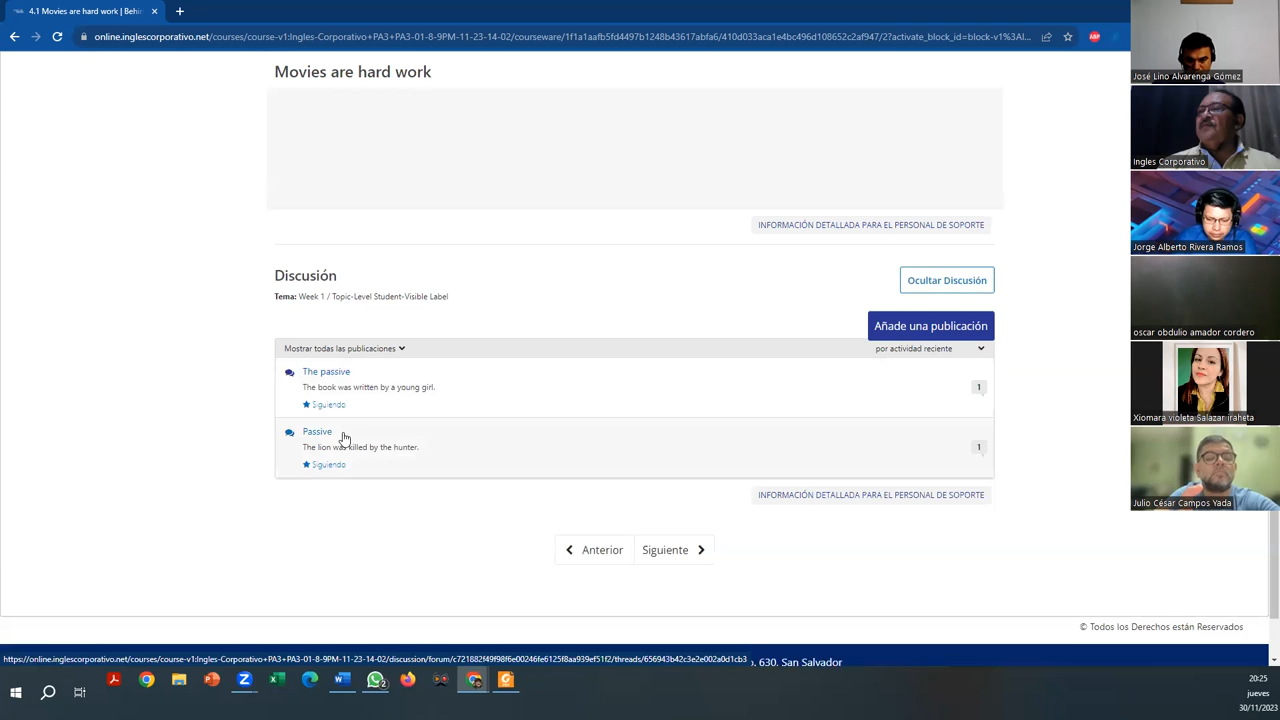 4.1 Movies are hard work | Behi
online.inglescorporativo.net/courses/course-v1:Ingles-Corporativo+PA3+PA3-01-8-9PM-11-23-14-02/courseware/1f1a1aafb5fd4497b1248b43617abfa6/410d033aca1e4bc496d108652c2af947/2?activate_block_id=block-v1%3AI...
ABP
Movies are hard work
INFORMACIÓN DETALLADA PARA EL PERSONAL DE SOPORTE
Discusión
Ocultar Discusión
Tema: Week 1 / Topic-Level Student-Visible Label
Añade una publicación
Mostrar todas las publicaciones
por actividad reciente
The passive
The book was written by a young girl.
1
Siguiendo
Passive
The lion was killed by the hunter.
1
Siguiendo
INFORMACIÓN DETALLADA PARA EL PERSONAL DE SOPORTE
Anterior
Siguiente
© Todos los Derechos están Reservados
https://online.inglescorporativo.net/courses/course-v1:Ingles-Corporativo+PA3+PA3-01-8-9PM-11-23-14-02/discussion/forum/c721882f49f98f6e00246fe6125f8aa939ef51f2/threads/656943b42c3e2e002a0d1cb3
o, 630. San Salvador
José Lino Alvarenga Gómez
Ingles Corporativo
Jorge Alberto Rivera Ramos
oscar obdulio amador cordero
Xiomara violeta Salazar iraheta
Julio César Campos Yada
2
20:25
jueves
30/11/2023